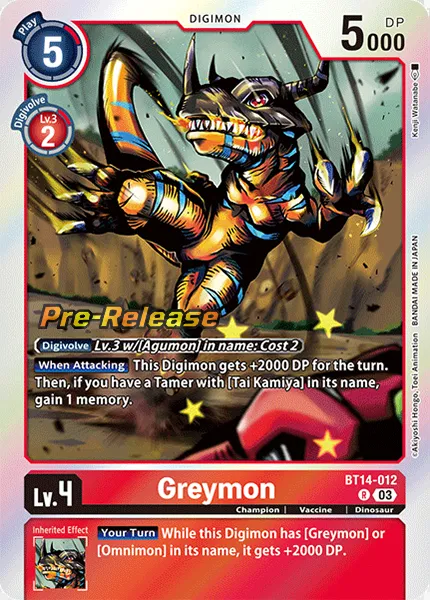 Play
5
DIGIMON
DP
5000
Digivolve
Lv.3
2
Kenji Watanabe
©Akiyoshi Hongo, Toei Animation BANDAI MADE IN JAPAN
Pre-Release
Digivolve Lv.3 w/[Agumon] in name: Cost 2
When Attacking This Digimon gets +2000 DP for the turn.
Then, if you have a Tamer with [Tai Kamiya] in its name,
gain 1 memory.
Lv.4
Greymon
BT14-012
R 03
Champion | Vaccine | Dinosaur
Inherited Effect
Your Turn While this Digimon has [Greymon] or
[Omnimon] in its name, it gets +2000 DP.